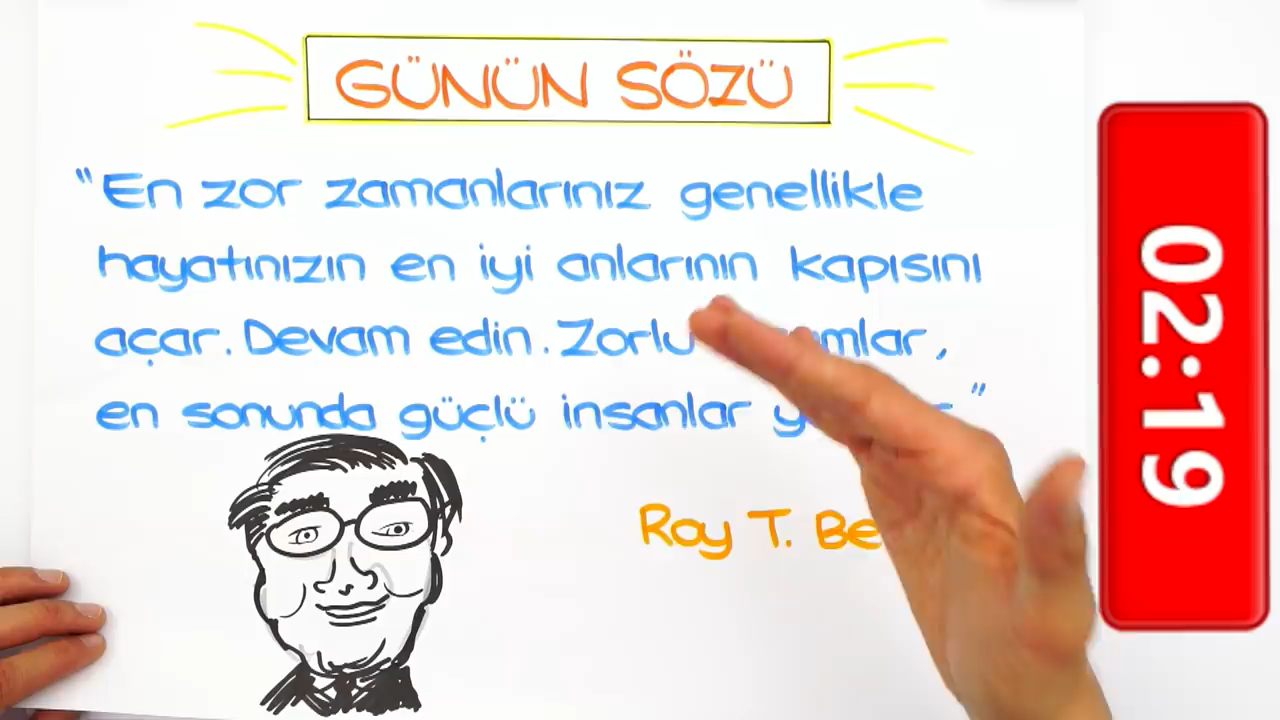 GÜNÜN SÖZÜ
"En zor zamanlarınız genellikle
hayatınızın en iyi anlarının kapısını
açar. Devam edin. Zorlu
en sonunda güçlü insanlar "
Roy T.
02:19